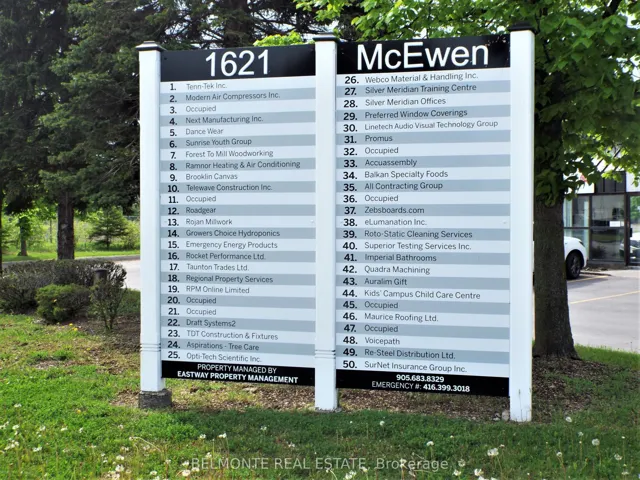 1621
1. Tenn-Tek Inc.
2. Modern Air Compressors Inc.
3. Occupied
4. Next Manufacturing Inc.
5. Dance Wear
6. Sunrise Youth Group
7. Forest To Mill Woodworking
8. Ramnor Heating & Air Conditioning
9. Brooklin Canvas
10. Telewave Construction Inc.
11. Occupied
12. Roadgear
13. Rojan Millwork
14. Growers Choice Hydroponics
15. Emergency Energy Products
16. Rocket Performance Ltd.
17. Taunton Trades Ltd.
18. Regional Property Services
19. RPM Online Limited
20. Occupied
21. Occupied
22. Draft Systems2
23. TDT Construction & Fixtures
24. Aspirations - Tree Care
25. Opti-Tech Scientific Inc.
PROPERTY MANAGED BY
EASTWAY PROPERTY MANAGEMENT
McEwen
26. Webco Material & Handling Inc.
27. Silver Meridian Training Centre
28. Silver Meridian Offices
29. Preferred Window Coverings
30. Linetech Audio Visual Technology Group
31. Promus
32. Occupied
33. Accuassembly
34. Balkan Specialty Foods
35. All Contracting Group
36. Occupied
37. Zebsboards.com
38. eLumanation Inc.
39. Roto-Static Cleaning Services
40. Superior Testing Services Inc.
41. Imperial Bathrooms
42. Quadra Machining
43. Auralim Gift
44. Kids' Campus Child Care Centre
45. Occupied
46. Maurice Roofing Ltd.
47. Occupied
48. Voicepath
49. Re-Steel Distribution Ltd.
50. SurNet Insurance Group Inc.
905.683.8329
EMERGENCY #: 416.399.3018
BELMONTE REAL ESTATE, Brokerage